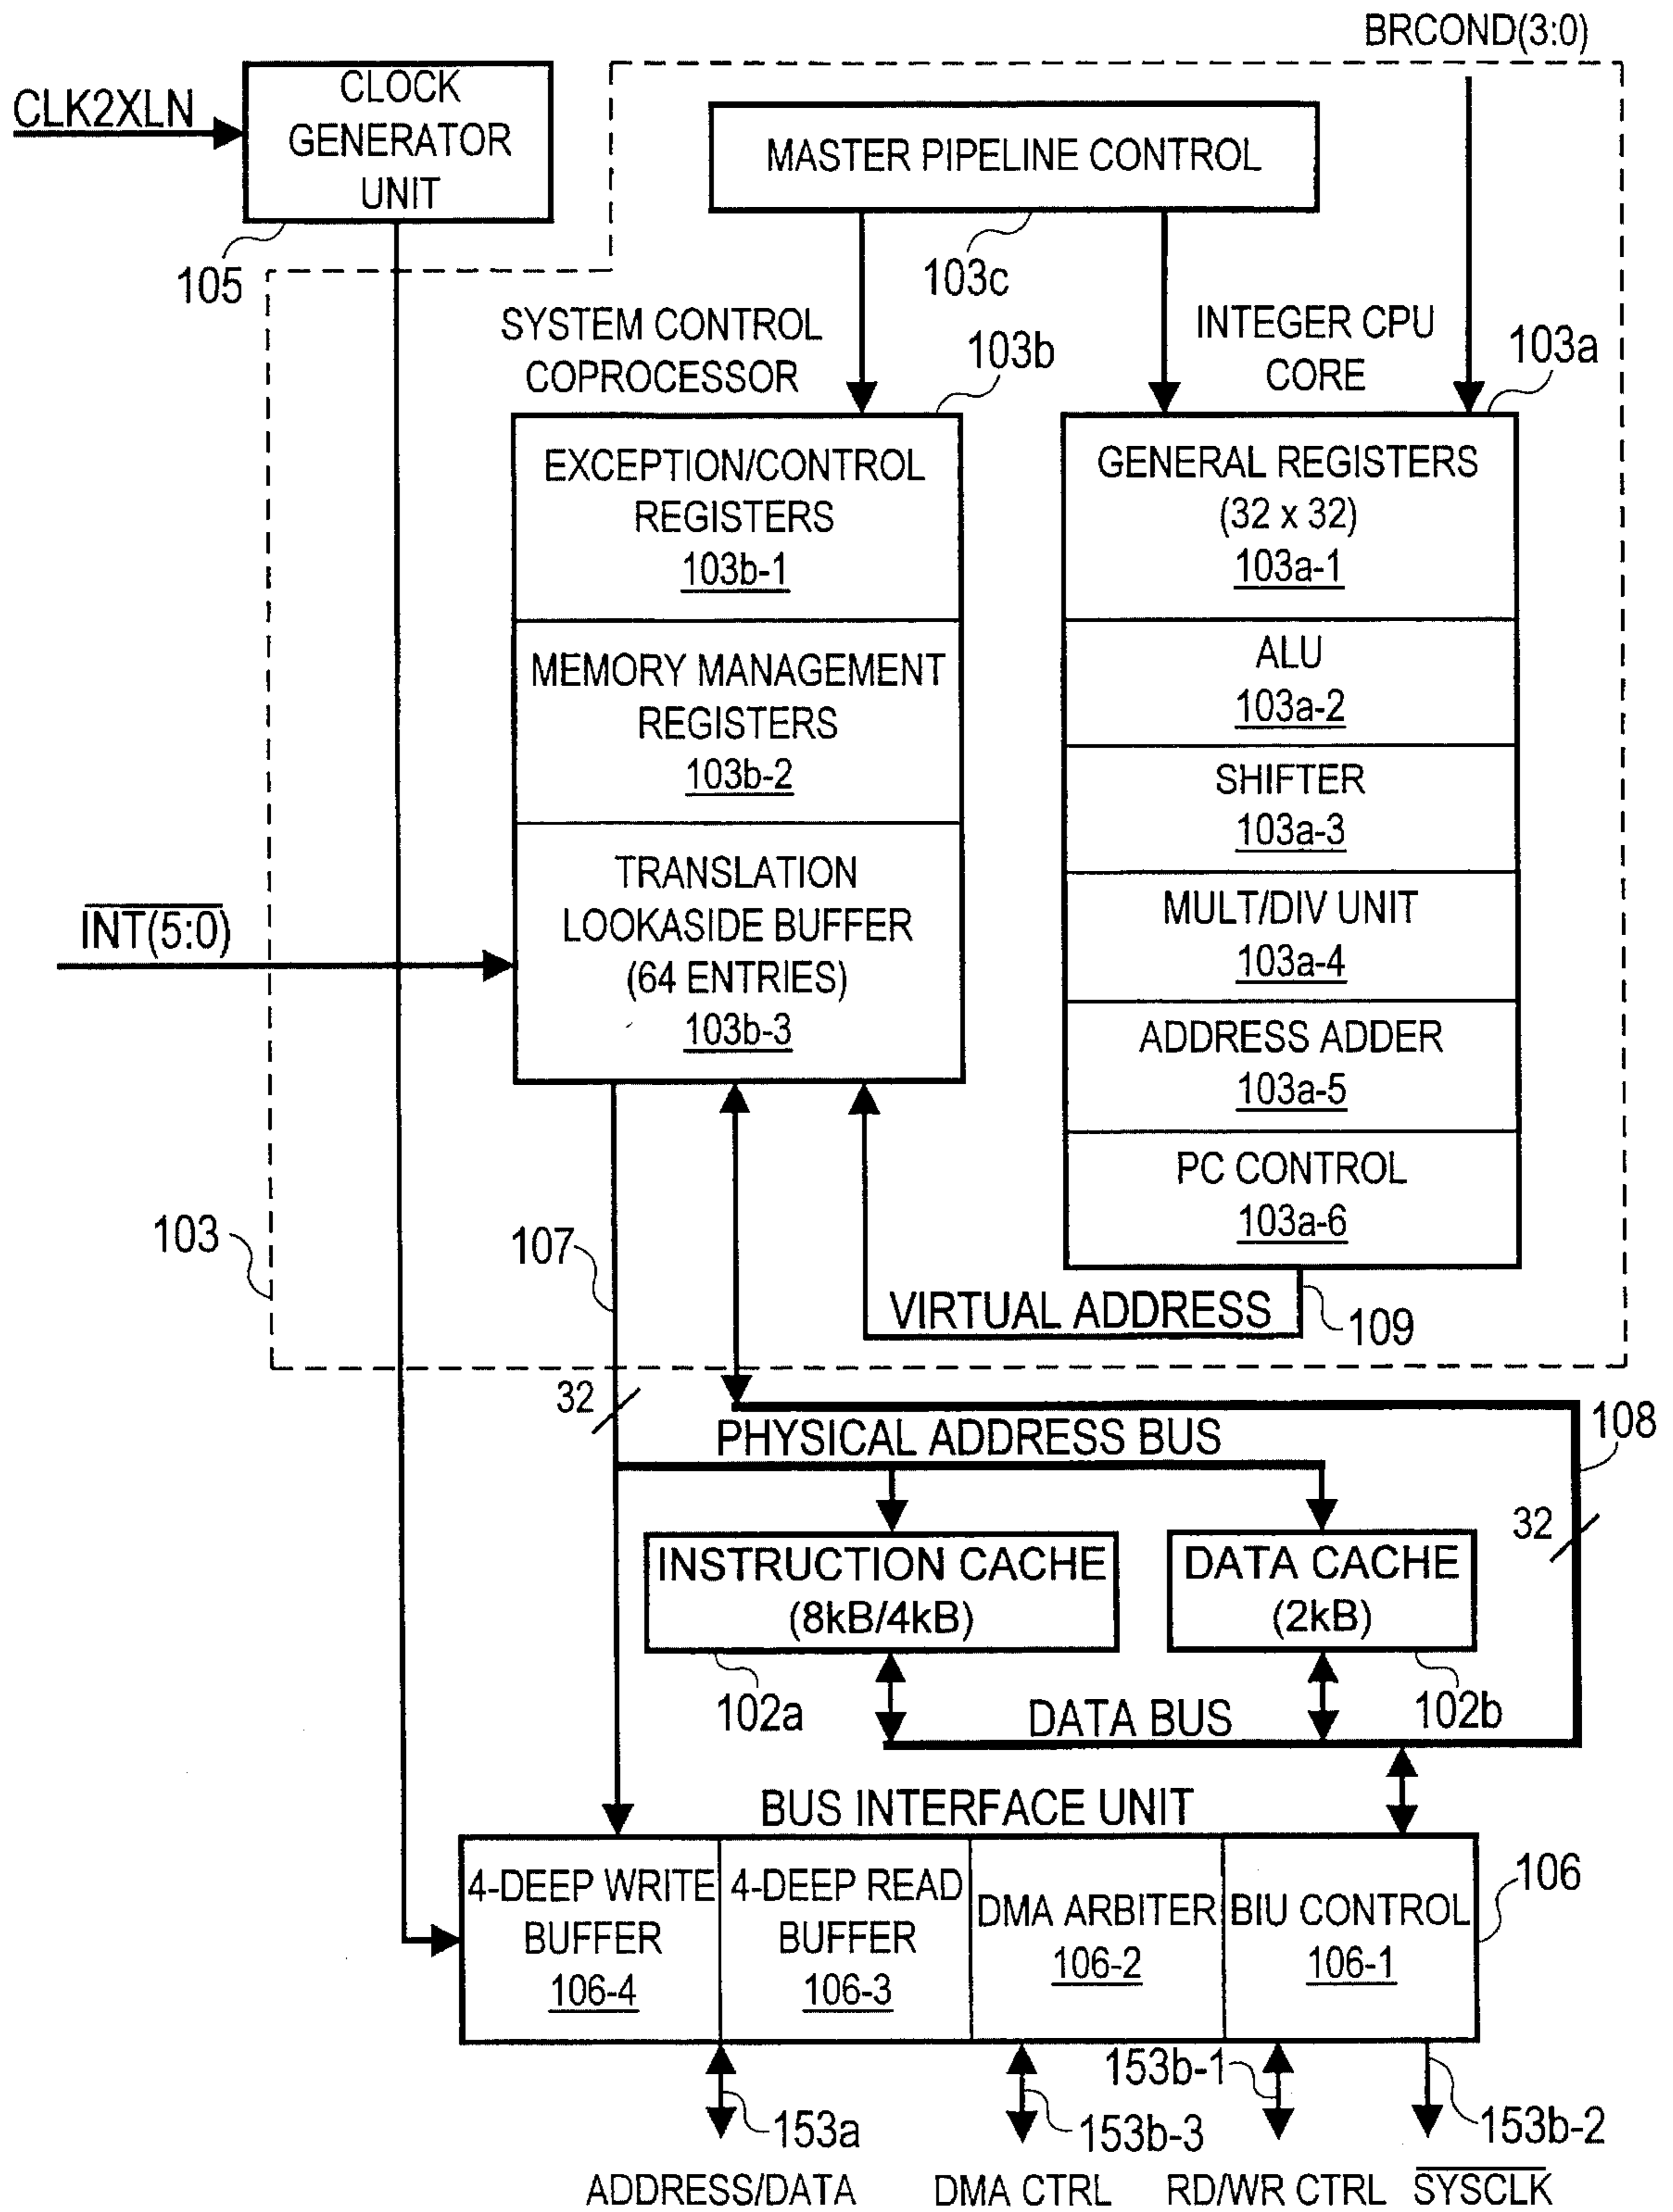 BRCOND(3:0)
CLK2XLN
CLOCK
GENERATOR
UNIT
105
MASTER PIPELINE CONTROL
103c
SYSTEM CONTROL
COPROCESSOR
103b
INTEGER CPU
CORE
103a
EXCEPTION/CONTROL
REGISTERS
103b-1
MEMORY MANAGEMENT
REGISTERS
103b-2
TRANSLATION
LOOKASIDE BUFFER
(64 ENTRIES)
103b-3
GENERAL REGISTERS
(32 x 32)
103a-1
ALU
103a-2
SHIFTER
103a-3
MULT/DIV UNIT
103a-4
ADDRESS ADDER
103a-5
PC CONTROL
103a-6
INT(5:0)
103
107
VIRTUAL ADDRESS
109
32
PHYSICAL ADDRESS BUS
108
32
INSTRUCTION CACHE
(8kB/4kB)
102a
DATA CACHE
(2kB)
102b
DATA BUS
BUS INTERFACE UNIT
4-DEEP WRITE
BUFFER
106-4
4-DEEP READ
BUFFER
106-3
DMA ARBITER
106-2
BIU CONTROL
106-1
106
153a
153b-3
153b-1
153b-2
ADDRESS/DATA
DMA CTRL
RD/WR CTRL
SYSCLK